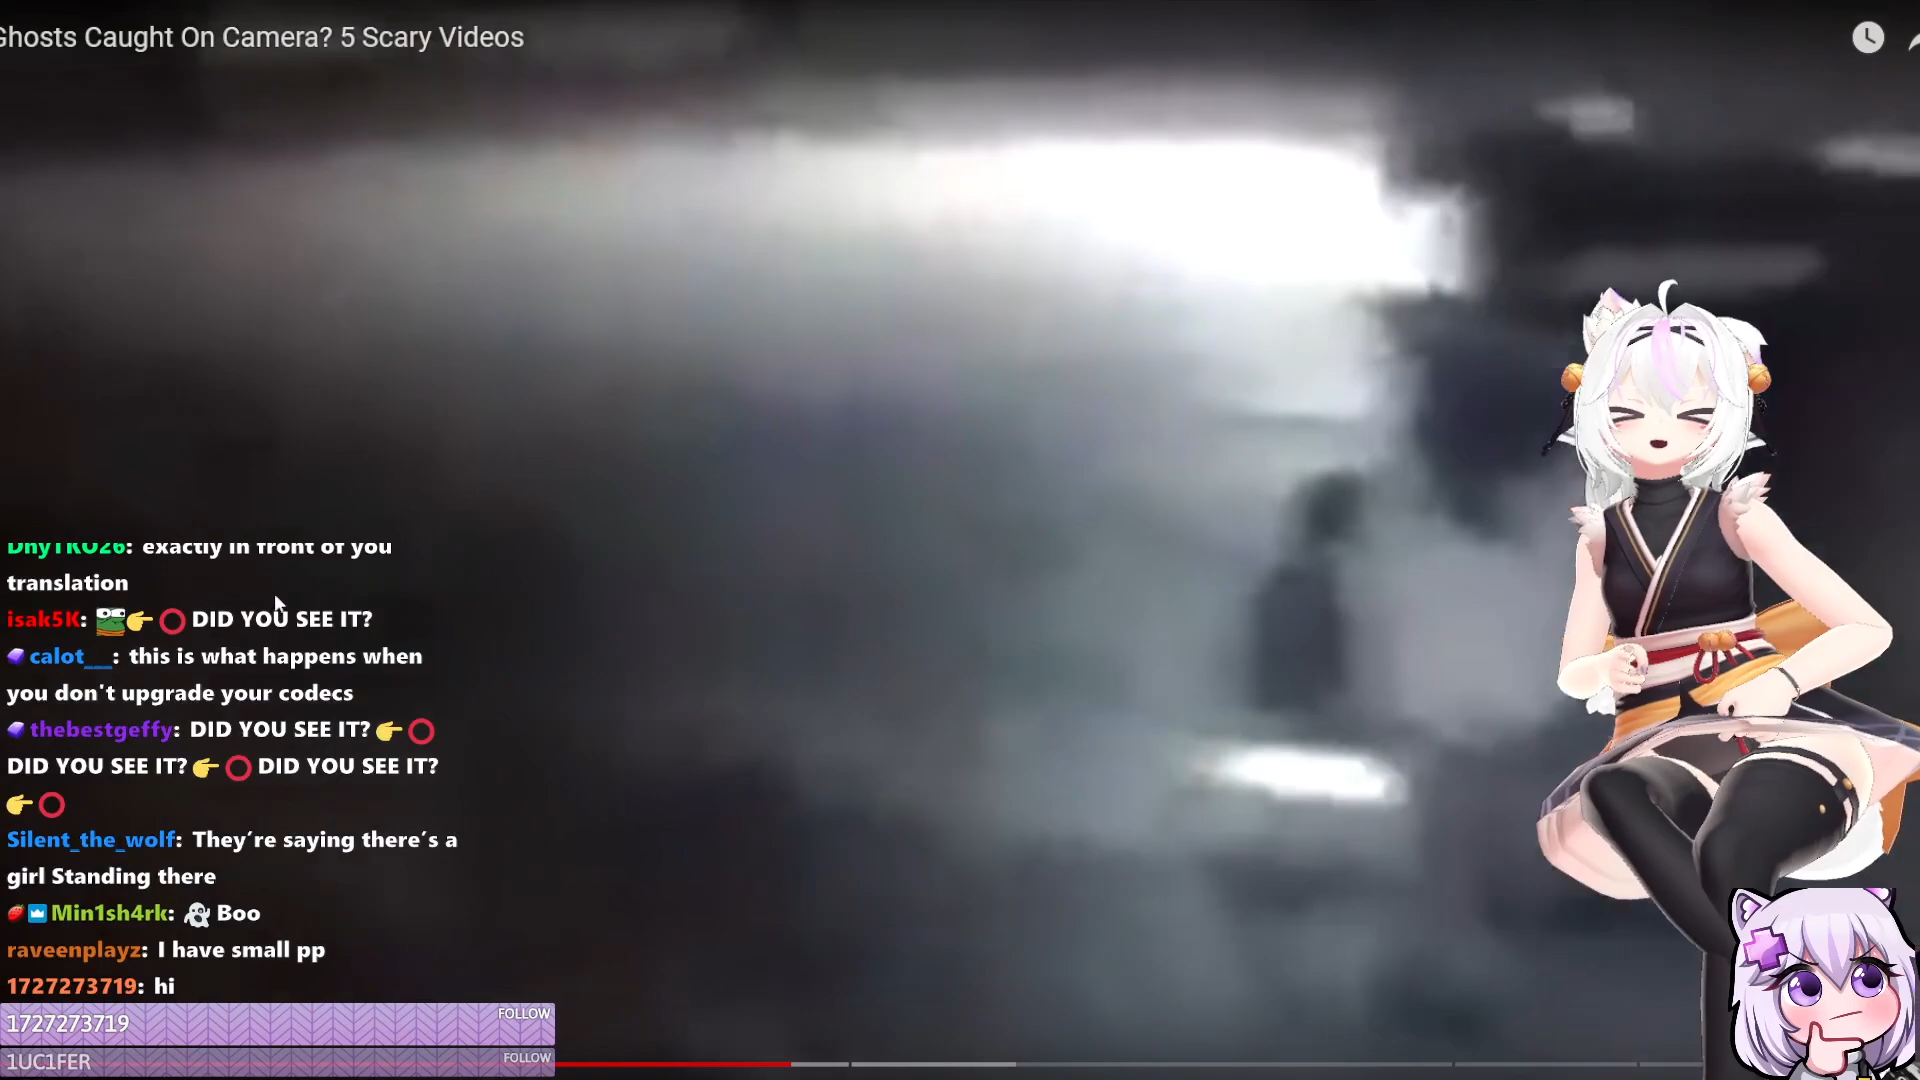 Ghosts Caught On Camera? 5 Scary Videos
DhyTKO26: exactly in front of you
translation
isak5K: 👉⭕ DID YOU SEE IT?
calot___: this is what happens when
you don't upgrade your codecs
thebestgeffy: DID YOU SEE IT? 👉⭕
DID YOU SEE IT? 👉⭕ DID YOU SEE IT?
👉⭕
Silent_the_wolf: They’re saying there’s a
girl Standing there
Min1sh4rk: Boo
raveenplayz: I have small pp
1727273719: hi
1727273719 FOLLOW
1UC1FER FOLLOW